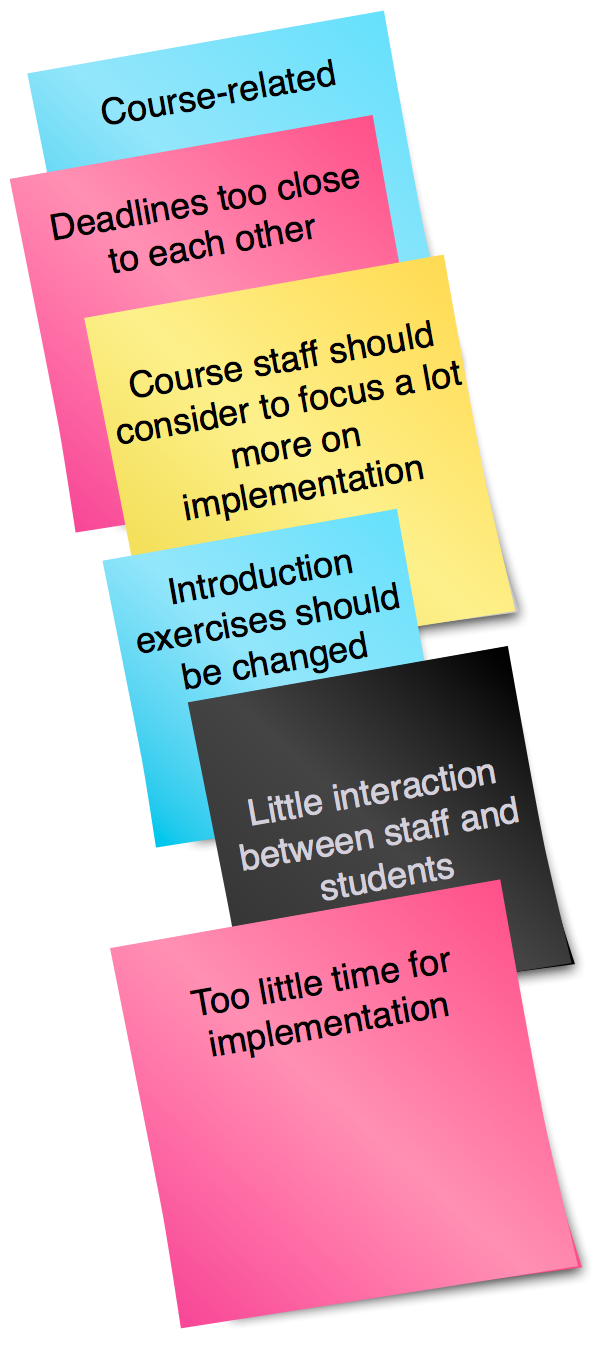 Course-related
Deadlines too close
to each other
Course staff should
consider to focus a lot
more on
implementation
Introduction
exercises should
be changed
Little interaction
between staff and
students
Too little time for
implementation